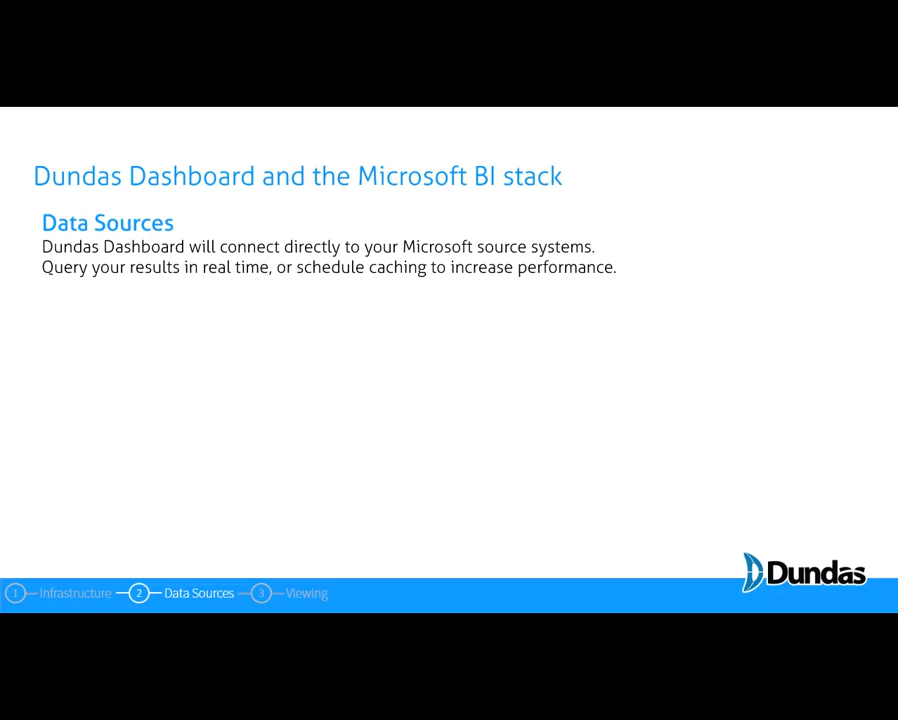 Dundas Dashboard and the Microsoft BI stack
Data Sources
Dundas Dashboard will connect directly to your Microsoft source systems.
Query your results in real time, or schedule caching to increase performance.
Dundas
1 Infrastructure 2 Data Sources 3 Viewing